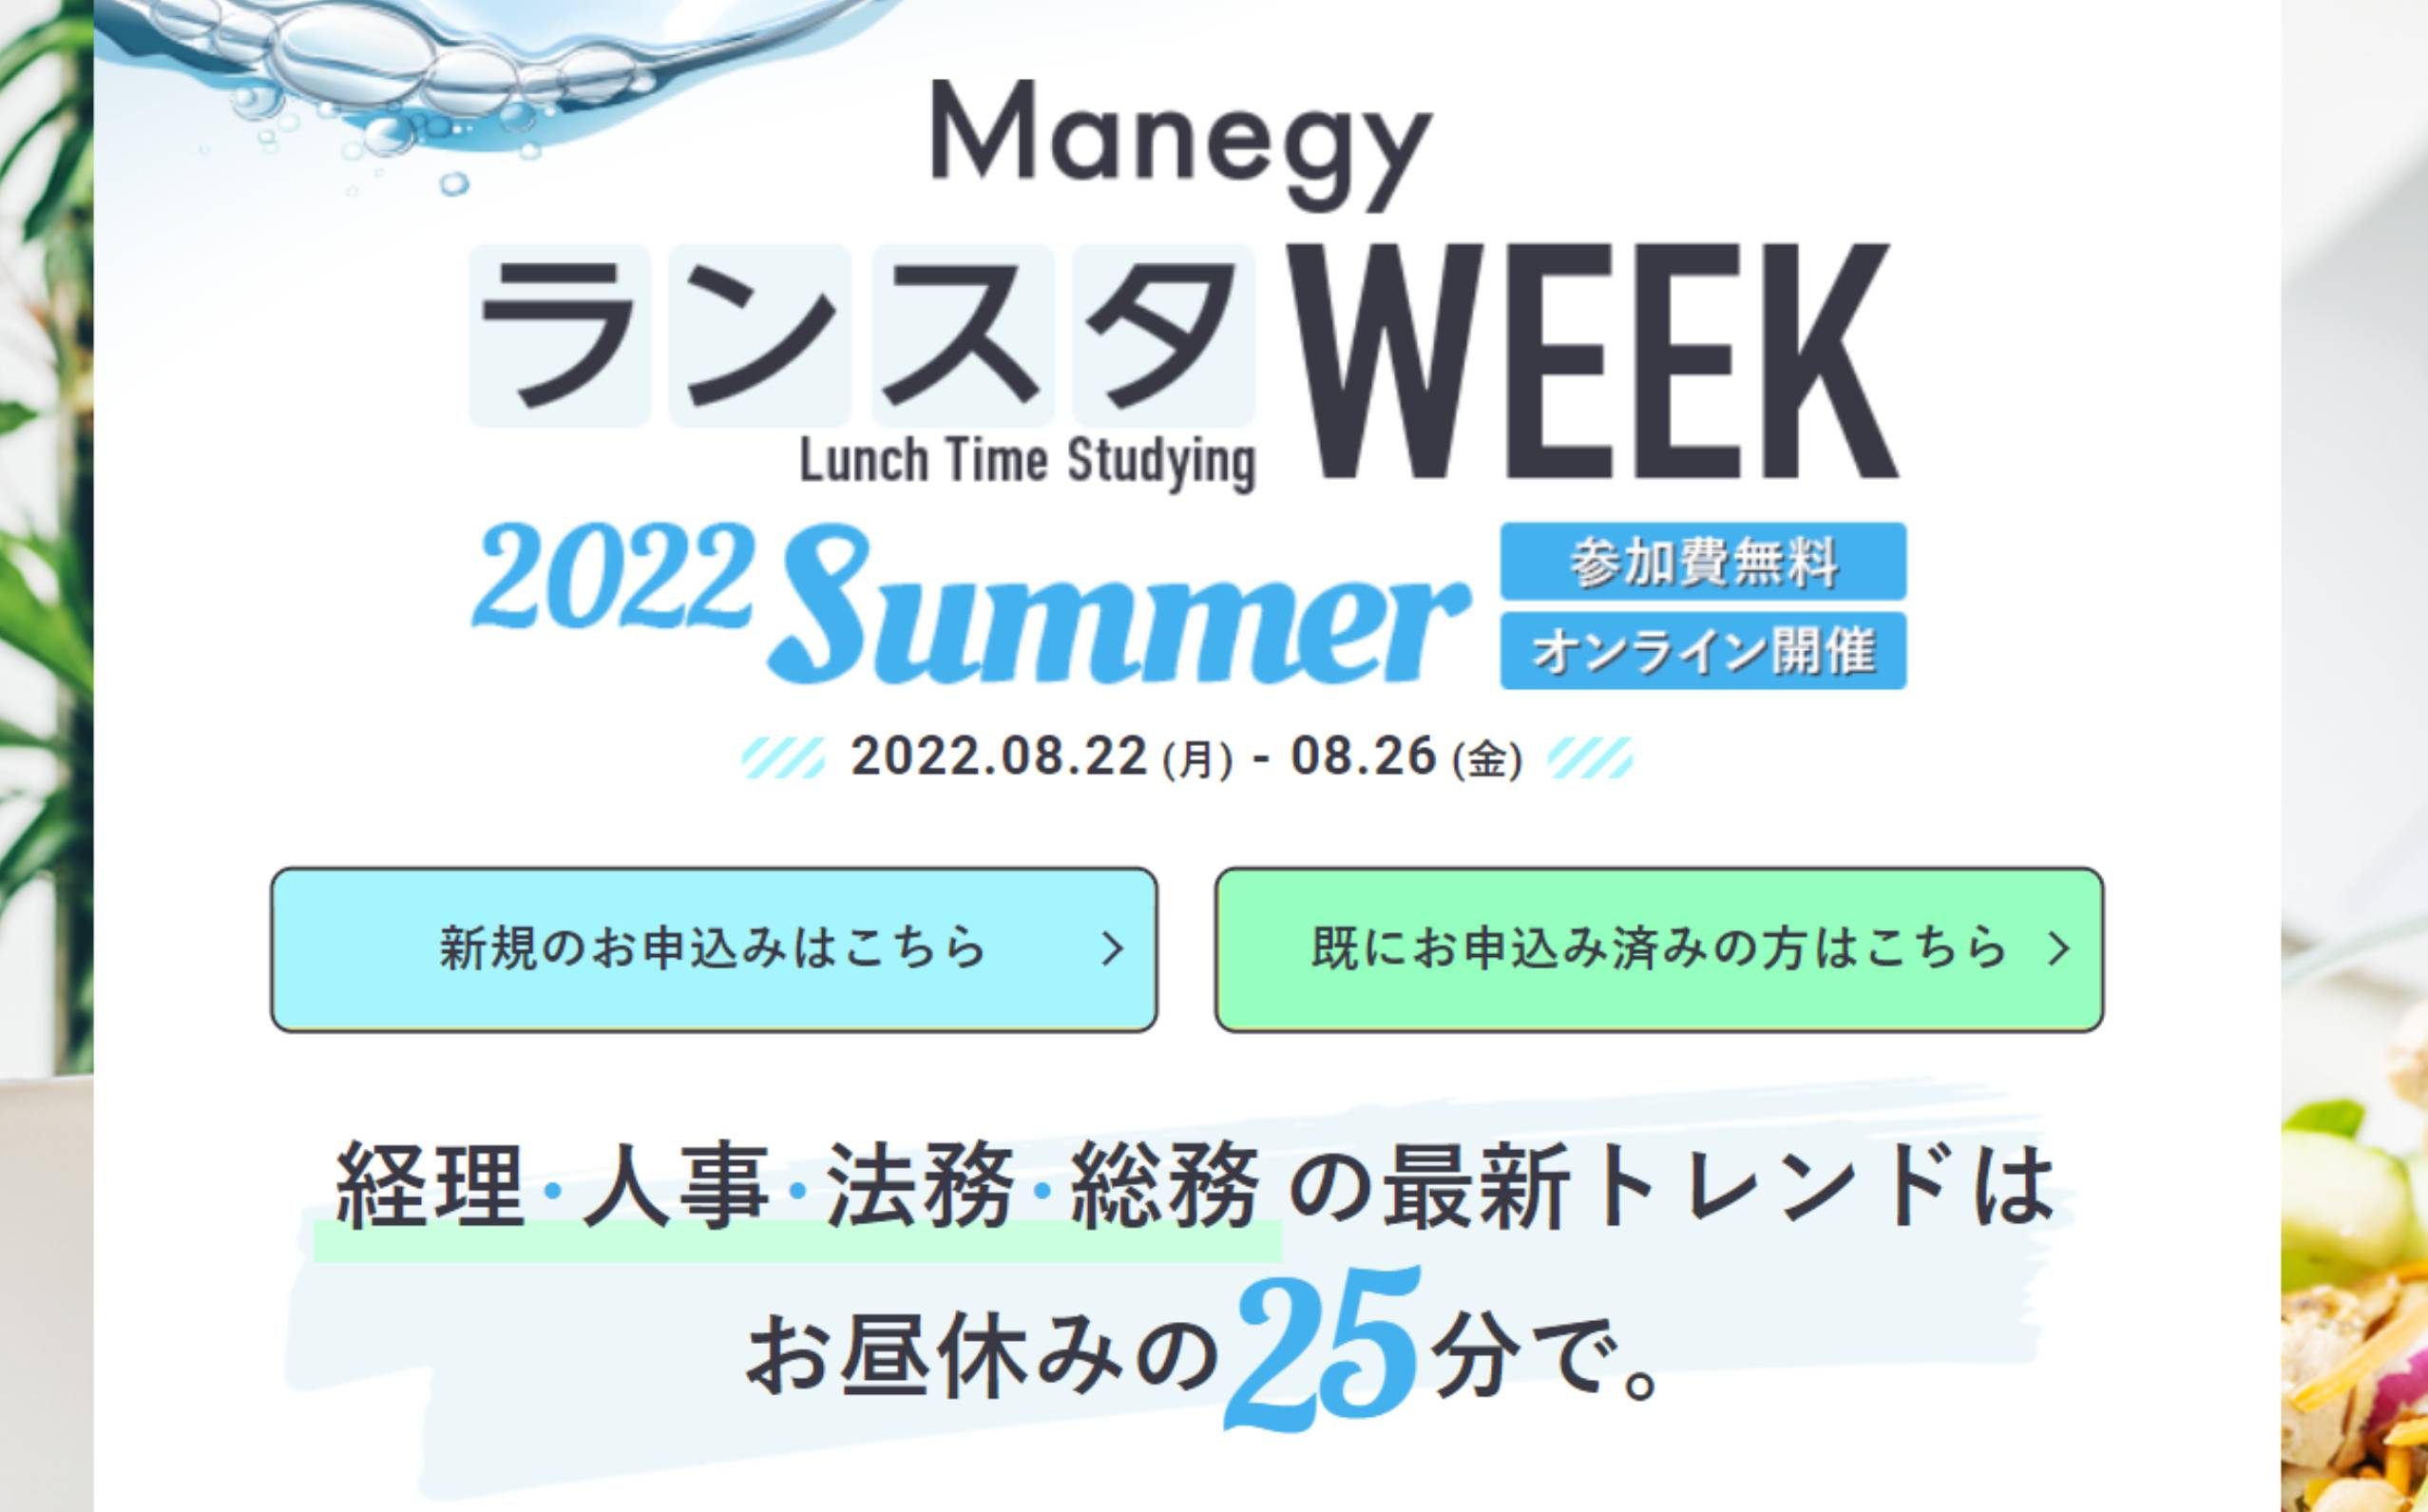 Manegy
ランスタ WEEK
Lunch Time Studying
2022 Summer
参加費無料
オンライン開催
2022.08.22 (月) - 08.26 (金)
新規のお申込みはこちら
既にお申込み済みの方はこちら
経理・人事・法務・総務の最新トレンドは
お昼休みの25分で。